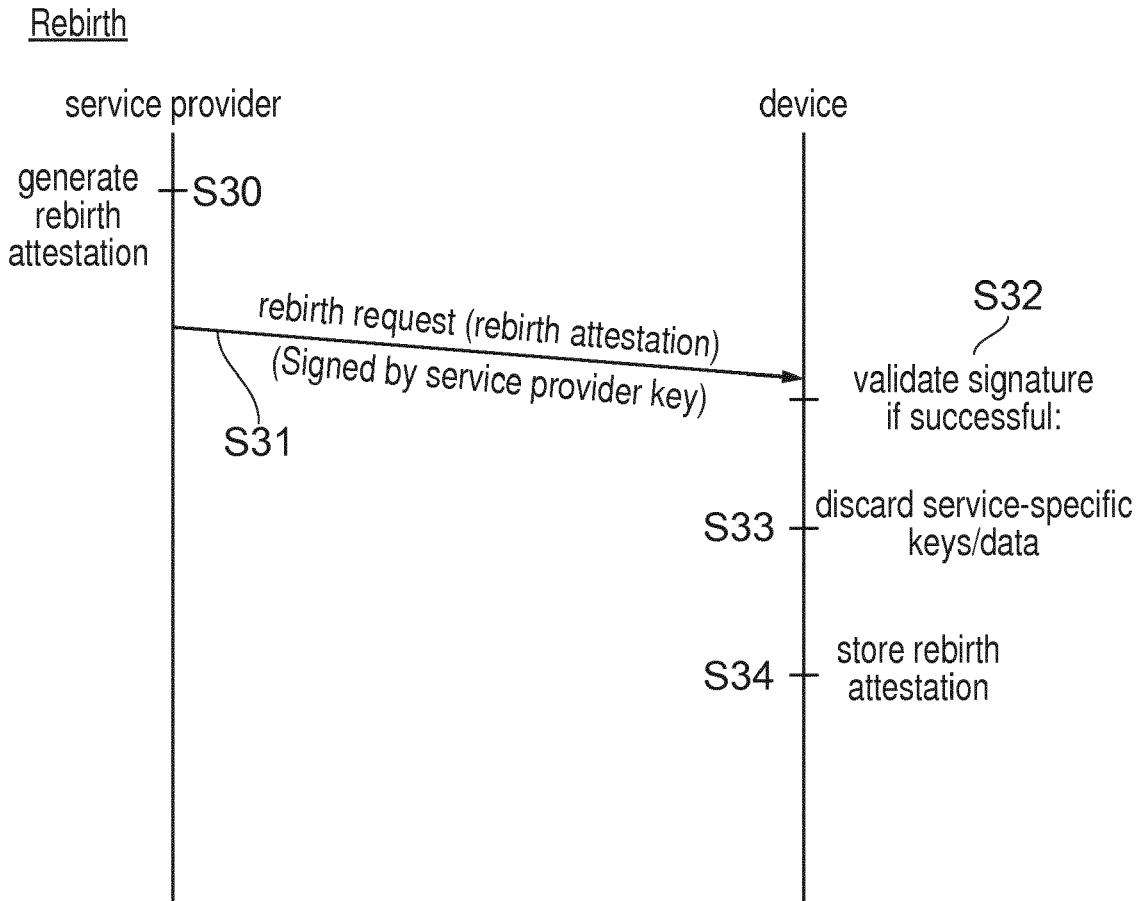 Rebirth
service provider
device
generate
rebirth
attestation
S30
rebirth request (rebirth attestation)
(Signed by service provider key)
S31
S32
validate signature
if successful:
S33
discard service-specific
keys/data
S34
store rebirth
attestation